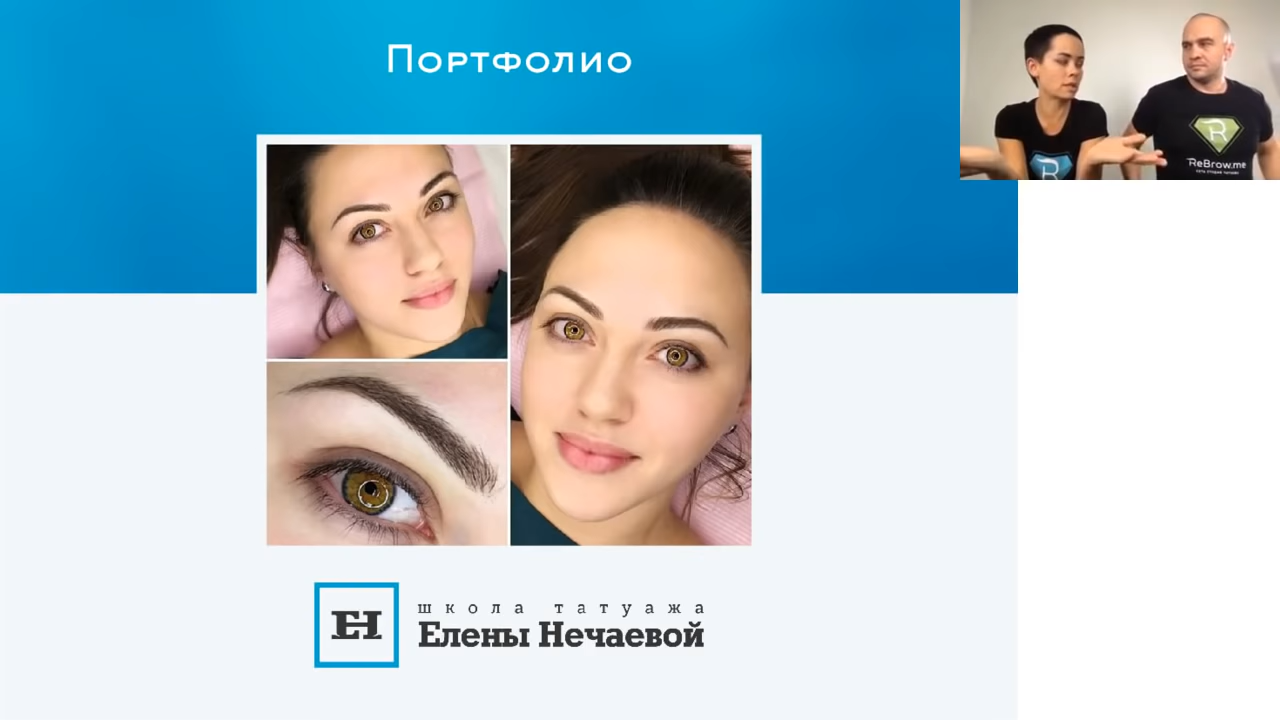 Портфолио
ReBrow.me
ЕН
школа татуажа
Елены Нечаевой